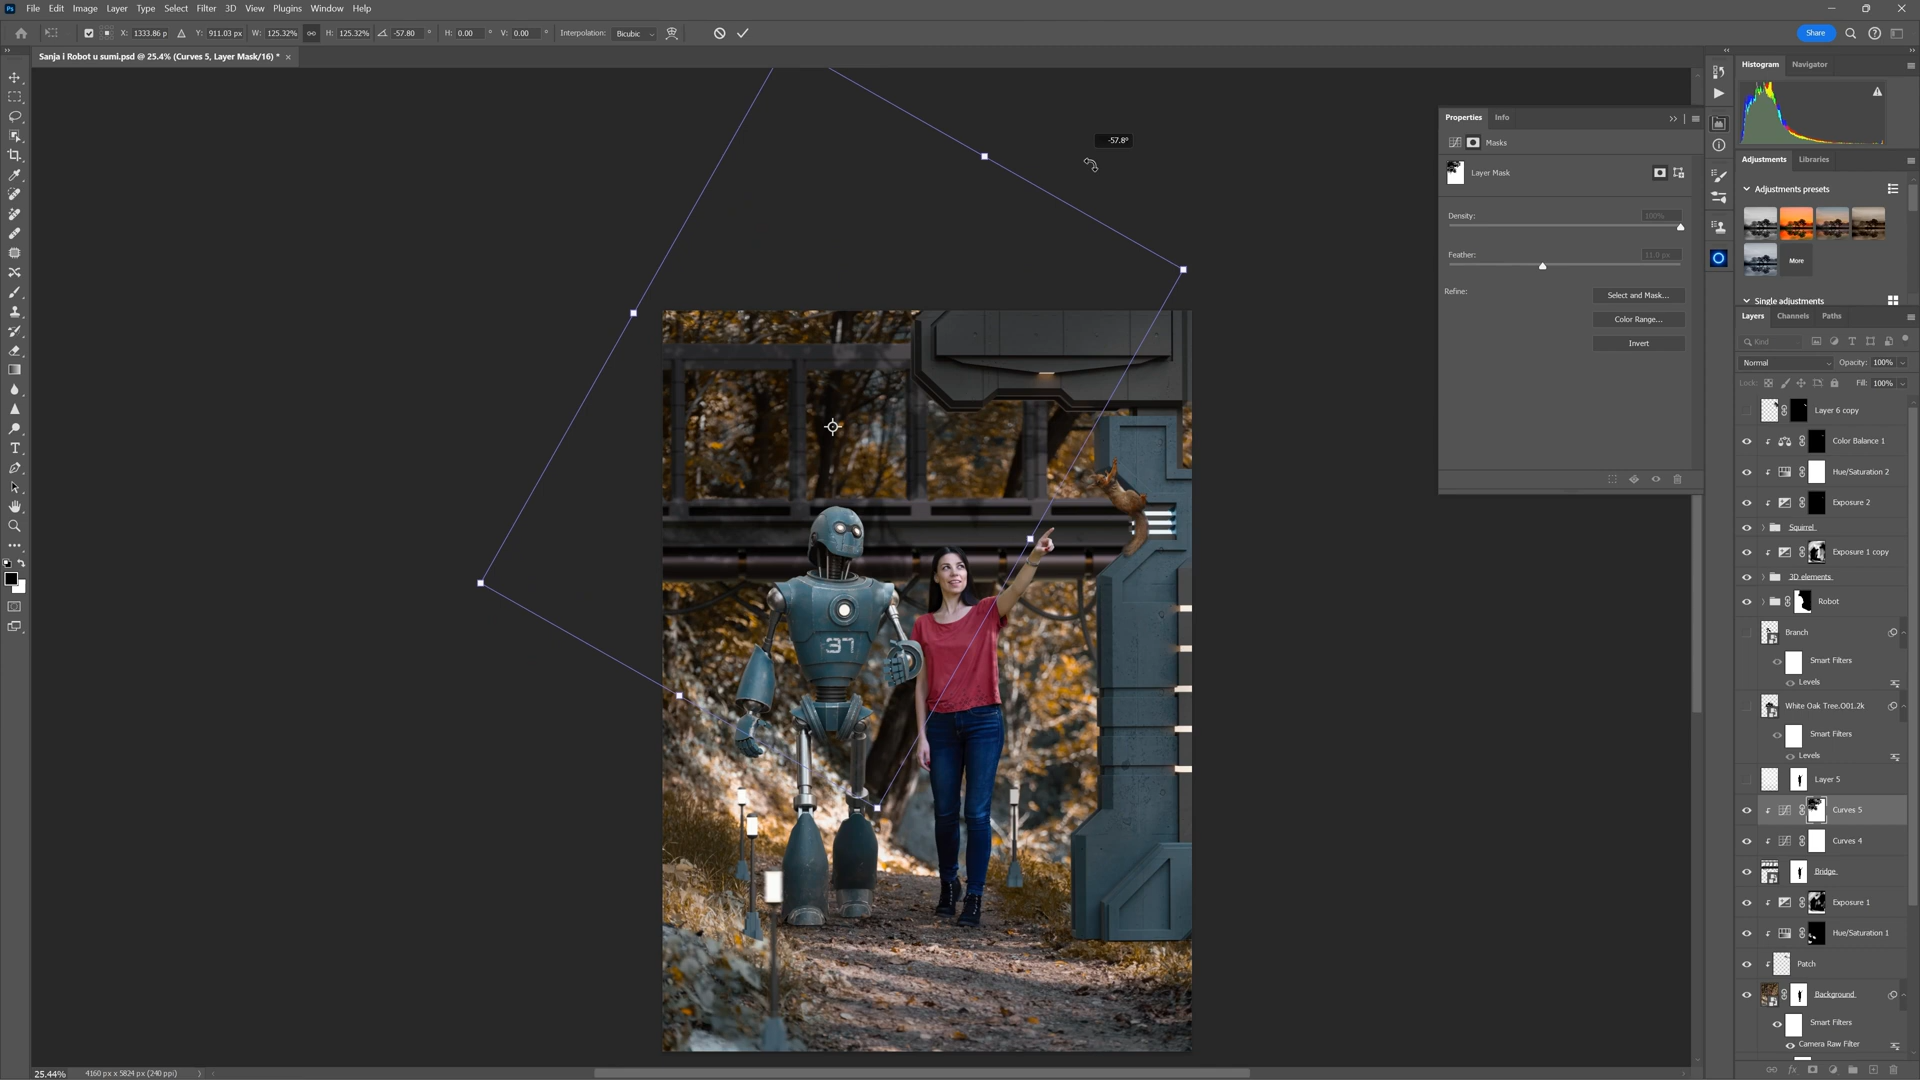 Ps File Edit Image Layer Type Select Filter 3D View Plugins Window Help
X: 1333.86 p Y: 911.03 px W: 125.32% H: 125.32% -57.80 ° H: 0.00 ° V: 0.00 ° Interpolation: Bicubic Share
Sanja i Robot u sumi.psd @ 25.4% (Curves 5, Layer Mask/16) * ×
-57.8°
37
25.44% 4160 px x 5824 px (240 ppi)
Properties Info
Masks
Layer Mask
Density: 100%
Feather: 11.0 px
Refine: Select and Mask...
Color Range...
Invert
Histogram Navigator
Adjustments Libraries
Adjustments presets
More
Single adjustments
Layers Channels Paths
Kind
Normal Opacity: 100%
Lock: Fill: 100%
Layer 6 copy
Color Balance 1
Hue/Saturation 2
Exposure 2
Squirrel
Exposure 1 copy
3D elements
Robot
Branch
Smart Filters
Levels
White Oak Tree.O01.2k
Smart Filters
Levels
Layer 5
Curves 5
Curves 4
Bridge
Exposure 1
Hue/Saturation 1
Patch
Background
Smart Filters
Camera Raw Filter
fx